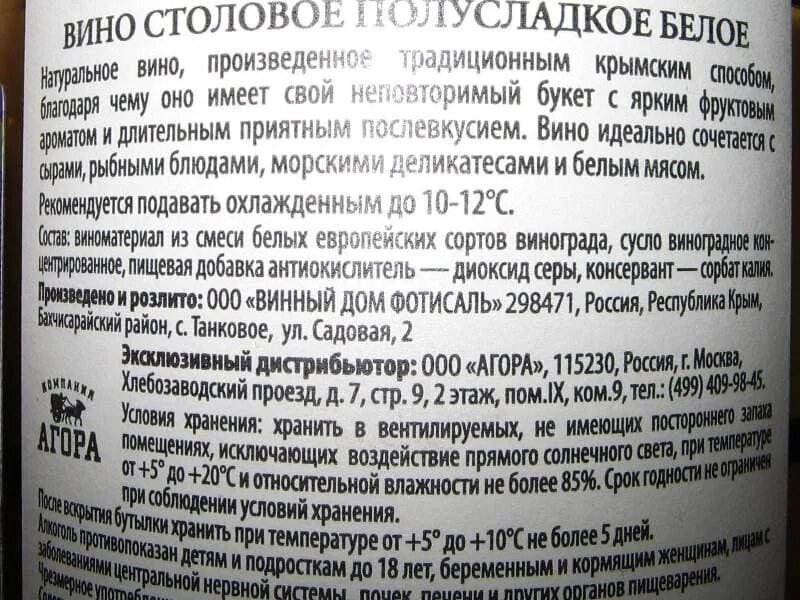 ВИНО СТОЛОВОЕ ПОЛУСЛАДКОЕ БЕЛОЕ
Натуральное вино, произведенное традиционным крымским способом,
благодаря чему оно имеет свой неповторимый букет с ярким фруктовым
ароматом и длительным приятным послевкусием. Вино идеально сочетается с
сырами, рыбными блюдами, морскими деликатесами и белым мясом.
Рекомендуется подавать охлажденным до 10-12°С.
Состав: виноматериал из смеси белых европейских сортов винограда, сусло виноградное кон-
центрированное, пищевая добавка антиокислитель — диоксид серы, консервант — сорбат калия.
Произведено и розлито: ООО «ВИННЫЙ ДОМ ФОТИСАЛЬ» 298471, Россия, Республика Крым,
Бахчисарайский район, с. Танковое, ул. Садовая, 2
Эксклюзивный дистрибьютор: ООО «АГОРА», 115230, Россия, г. Москва,
Хлебозаводский проезд, д. 7, стр. 9, 2 этаж, пом.IX, ком.9, тел.: (499) 409-98-45.
КОМПАНИЯ
АГОРА
Условия хранения: хранить в вентилируемых, не имеющих постороннего запаха
помещениях, исключающих воздействие прямого солнечного света, при температуре
от +5° до +20°С и относительной влажности не более 85%. Срок годности не ограничен
при соблюдении условий хранения.
После вскрытия бутылки хранить при температуре от +5° до +10°С не более 5 дней.
Алкоголь противопоказан детям и подросткам до 18 лет, беременным и кормящим женщинам, лицам с
заболеваниями центральной нервной системы, почек, печени и других органов пищеварения.
Чрезмерное